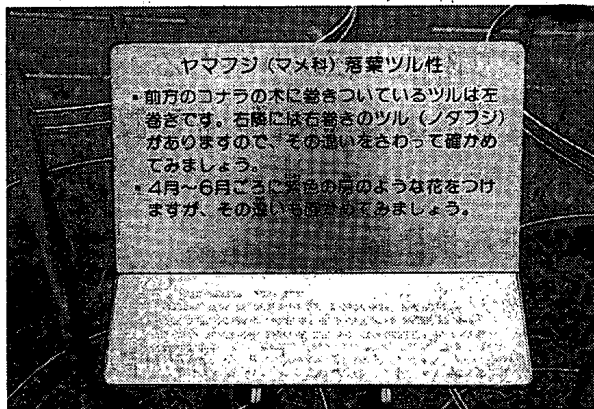 ヤマフジ (マメ科) 落葉ツル性
▪前方のコナラの木に巻きついているツルは左
巻きです。右隣には右巻きのツル (ノダフジ)
がありますので、その違いをさわって確かめ
てみましょう。
▪4月～6月ごろに紫色の房のような花をつけ
ますが、その違いも確かめてみましょう。